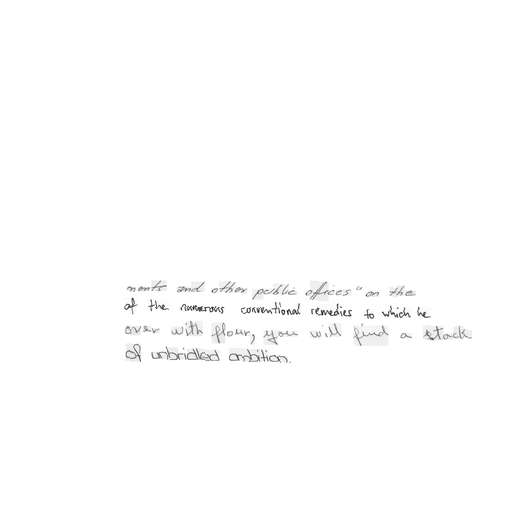 ments and other public offices" on the
of the numerous conventional remedies to which he
over with flour, you will find a stack
of unbridled ambition.